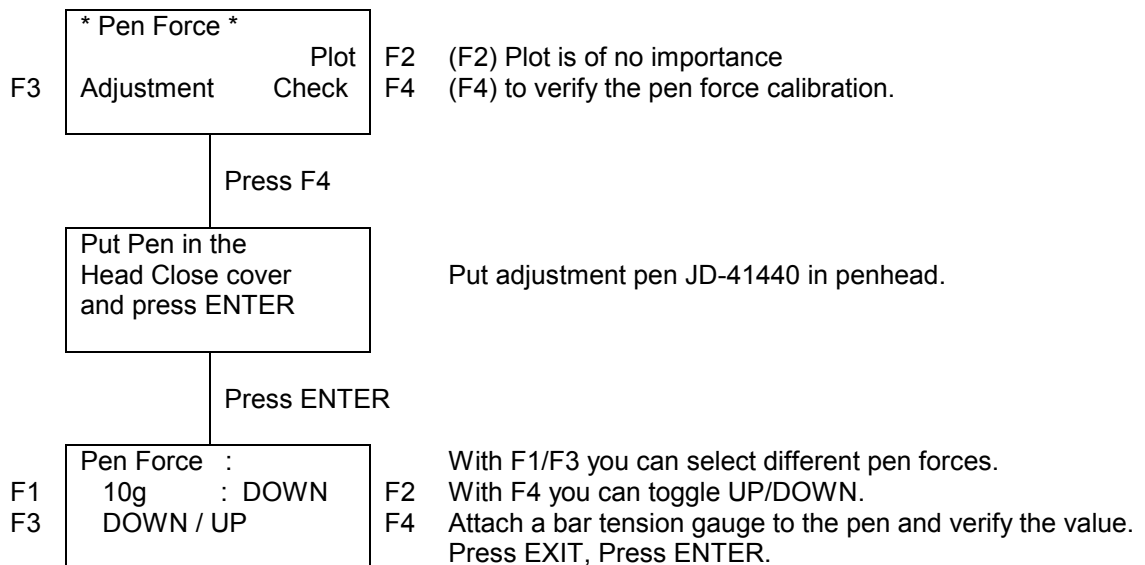 * Pen Force *
Plot F2 (F2) Plot is of no importance
F3 Adjustment Check F4 (F4) to verify the pen force calibration.
Press F4
Put Pen in the
Head Close cover Put adjustment pen JD-41440 in penhead.
and press ENTER
Press ENTER
Pen Force : With F1/F3 you can select different pen forces.
F1 10g : DOWN F2 With F4 you can toggle UP/DOWN.
F3 DOWN / UP F4 Attach a bar tension gauge to the pen and verify the value.
Press EXIT, Press ENTER.